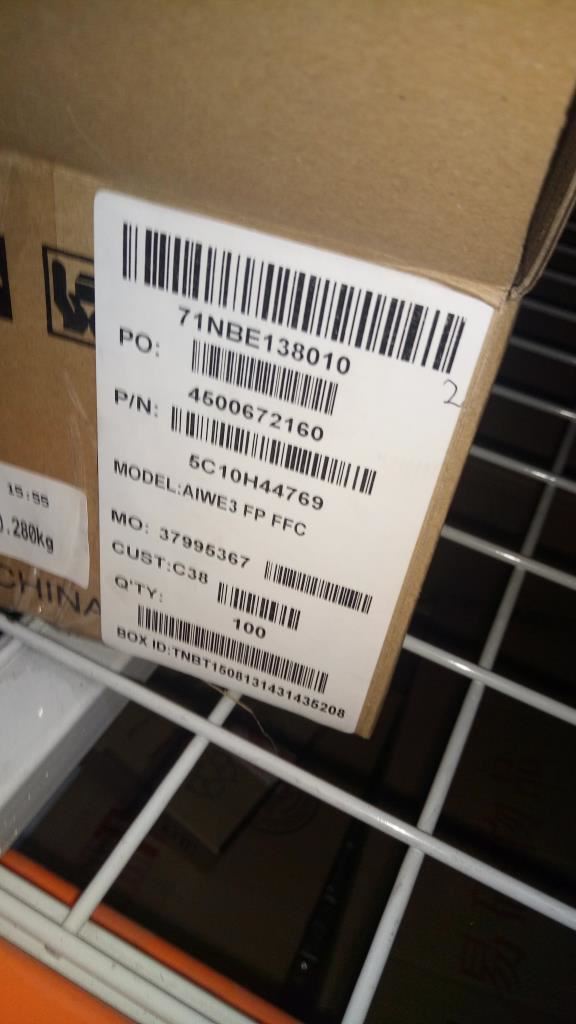 71NBE138010
2
PO:
4500672160
P/N:
5C10H44769
MODEL:AIWE3 FP FFC
MO: 37995367
CUST:C38
Q'TY:
100
BOX ID:TNBT1508131431435208
15:55
.280kg
CHINA
易